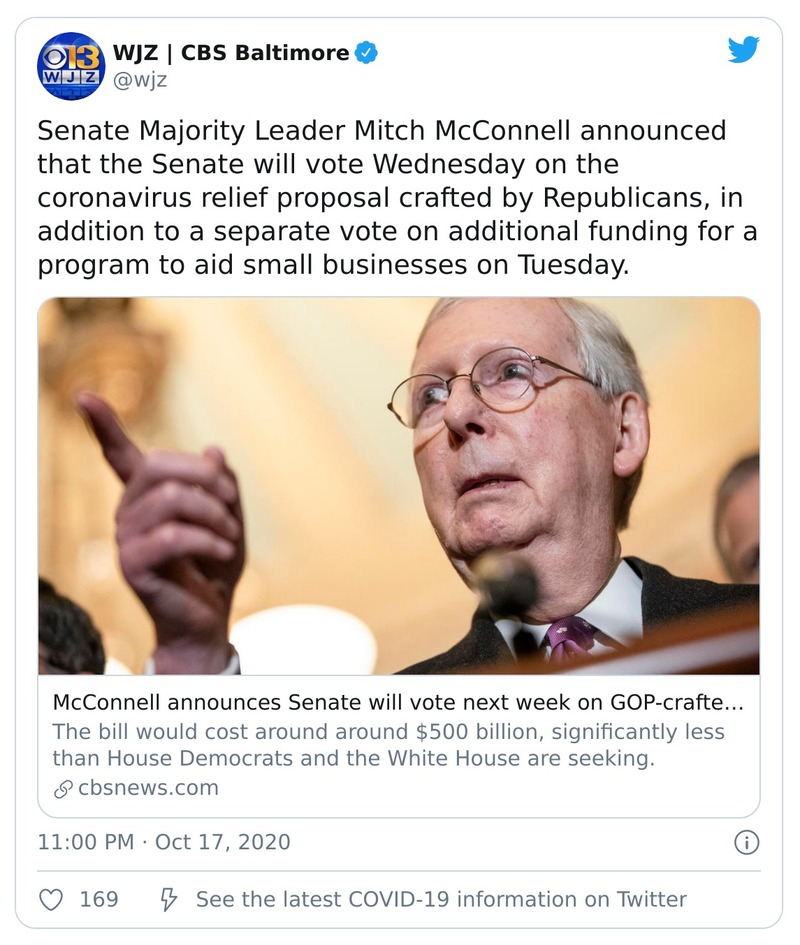 13
WJZ
WJZ | CBS Baltimore
@wjz
Senate Majority Leader Mitch McConnell announced
that the Senate will vote Wednesday on the
coronavirus relief proposal crafted by Republicans, in
addition to a separate vote on additional funding for a
program to aid small businesses on Tuesday.
McConnell announces Senate will vote next week on GOP-crafte...
The bill would cost around around $500 billion, significantly less
than House Democrats and the White House are seeking.
cbsnews.com
11:00 PM · Oct 17, 2020
169 See the latest COVID-19 information on Twitter